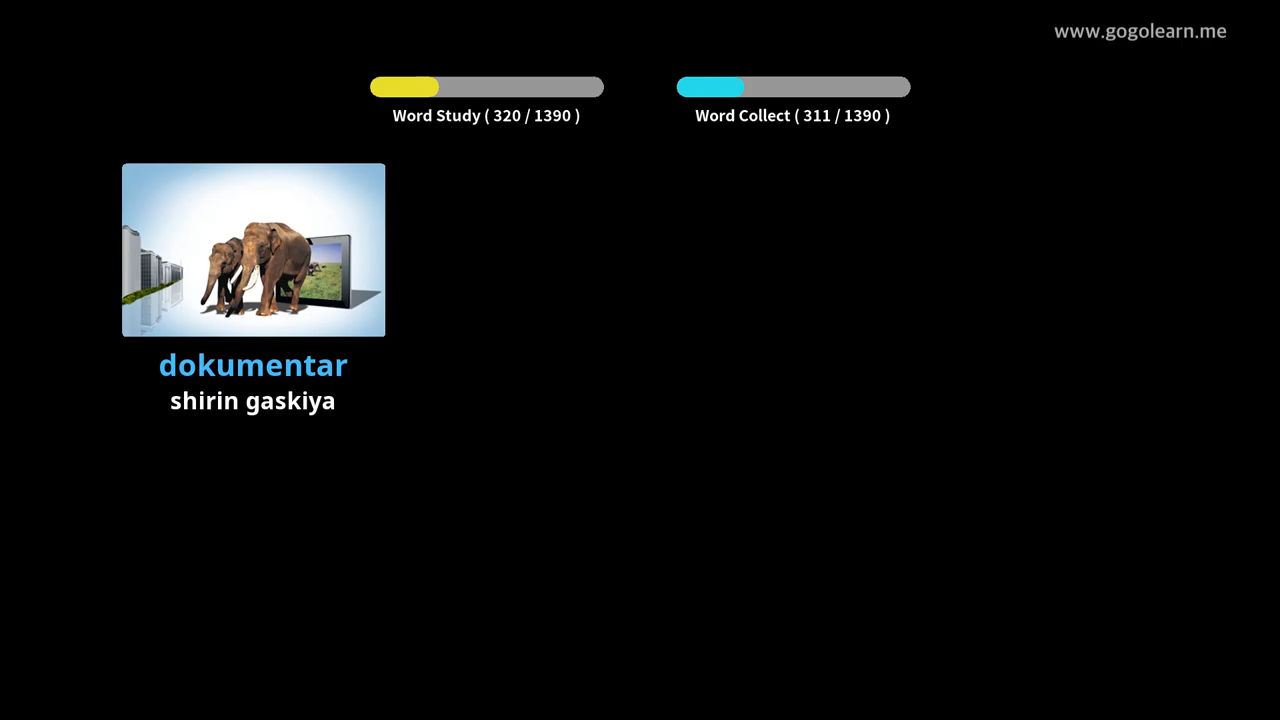 www.gogolearn.me
Word Study ( 320 / 1390 )
Word Collect ( 311 / 1390 )
dokumentar
shirin gaskiya